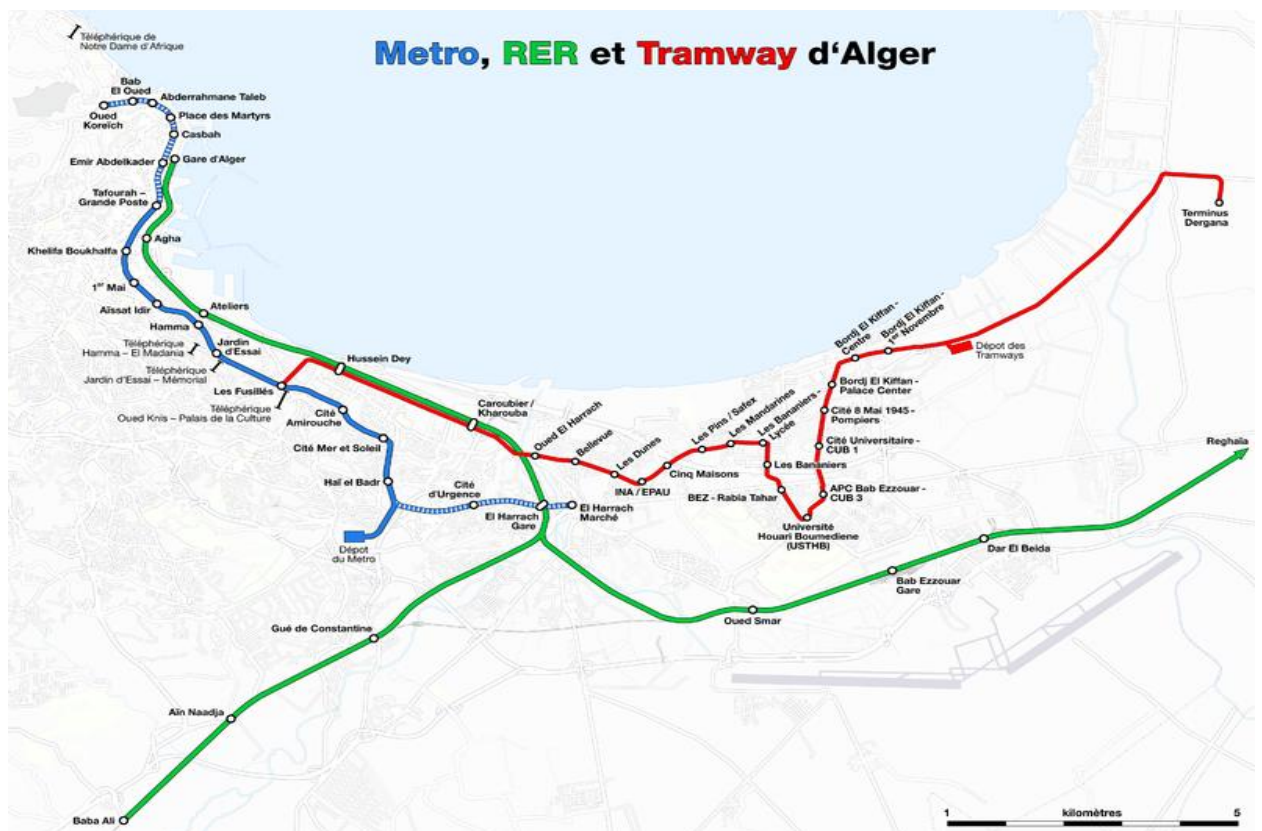 Téléphérique de
Notre Dame d'Afrique
Metro, RER et Tramway d'Alger
Bab
El Oued
Abderrahmane Taleb
Oued
Koreïch
Place des Martyrs
Casbah
Emir Abdelkader
Gare d'Alger
Tafourah –
Grande Poste
Terminus
Dergana
Agha
Khelifa Boukhalfa
1er Mai
Aïssat Idir
Ateliers
Hamma
Téléphérique
Hamma – El Madania
Jardin
d'Essai
Téléphérique
Jardin d'Essai – Mémorial
Hussein Dey
Les Fusillés
Téléphérique
Oued Knis – Palais de la Culture
Bordj El Kiffan -
Centre
Bordj El Kiffan -
1er Novembre
Dépôt des
Tramways
Bordj El Kiffan -
Palace Center
Cité
Amirouche
Caroubier /
Kharouba
Cité 8 Mai 1945 -
Pompiers
Cité Mer et Soleil
Oued El Harrach
Bellevue
Les Dunes
INA / EPAU
Cinq Maisons
Les Pins / Safex
Les Mandarines
Les Bananiers -
Lycée
Cité Universitaire -
CUB 1
Reghaïa
Les Bananiers
Haï el Badr
Cité
d'Urgence
BEZ - Rabia Tahar
APC Bab Ezzouar -
CUB 3
El Harrach
Gare
El Harrach
Marché
Université
Houari Boumediene
(USTHB)
Dépôt
du Metro
Dar El Beida
Bab Ezzouar
Gare
Oued Smar
Gué de Constantine
Aïn Naadja
Baba Ali
1 kilomètres 5